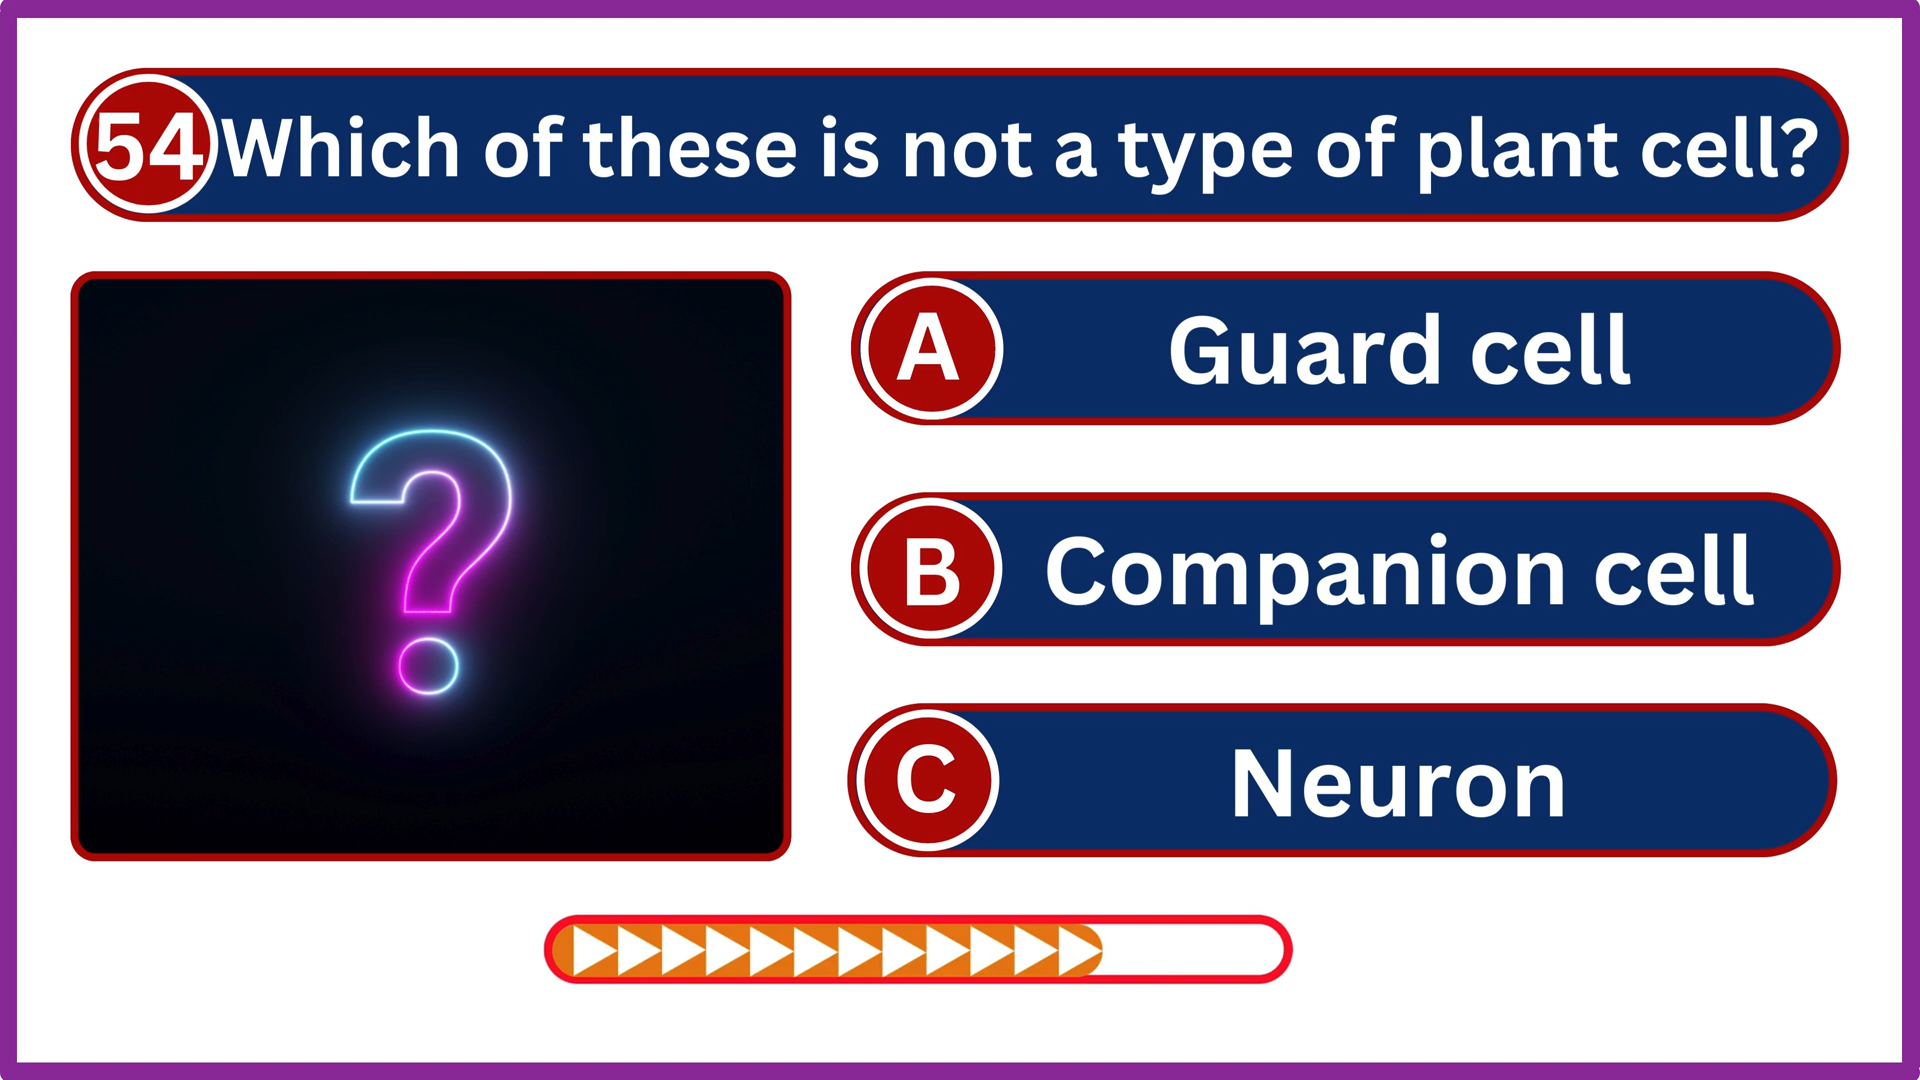 54 Which of these is not a type of plant cell?
A Guard cell
B Companion cell
C Neuron